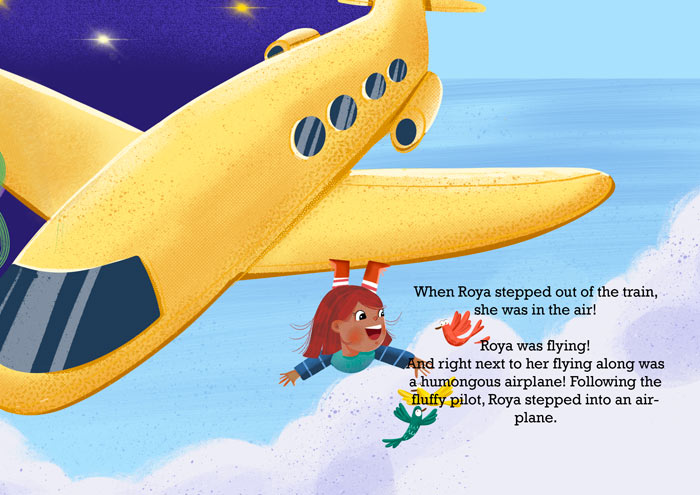 When Roya stepped out of the train,
she was in the air!
Roya was flying!
And right next to her flying along was
a humongous airplane! Following the
fluffy pilot, Roya stepped into an air-
plane.